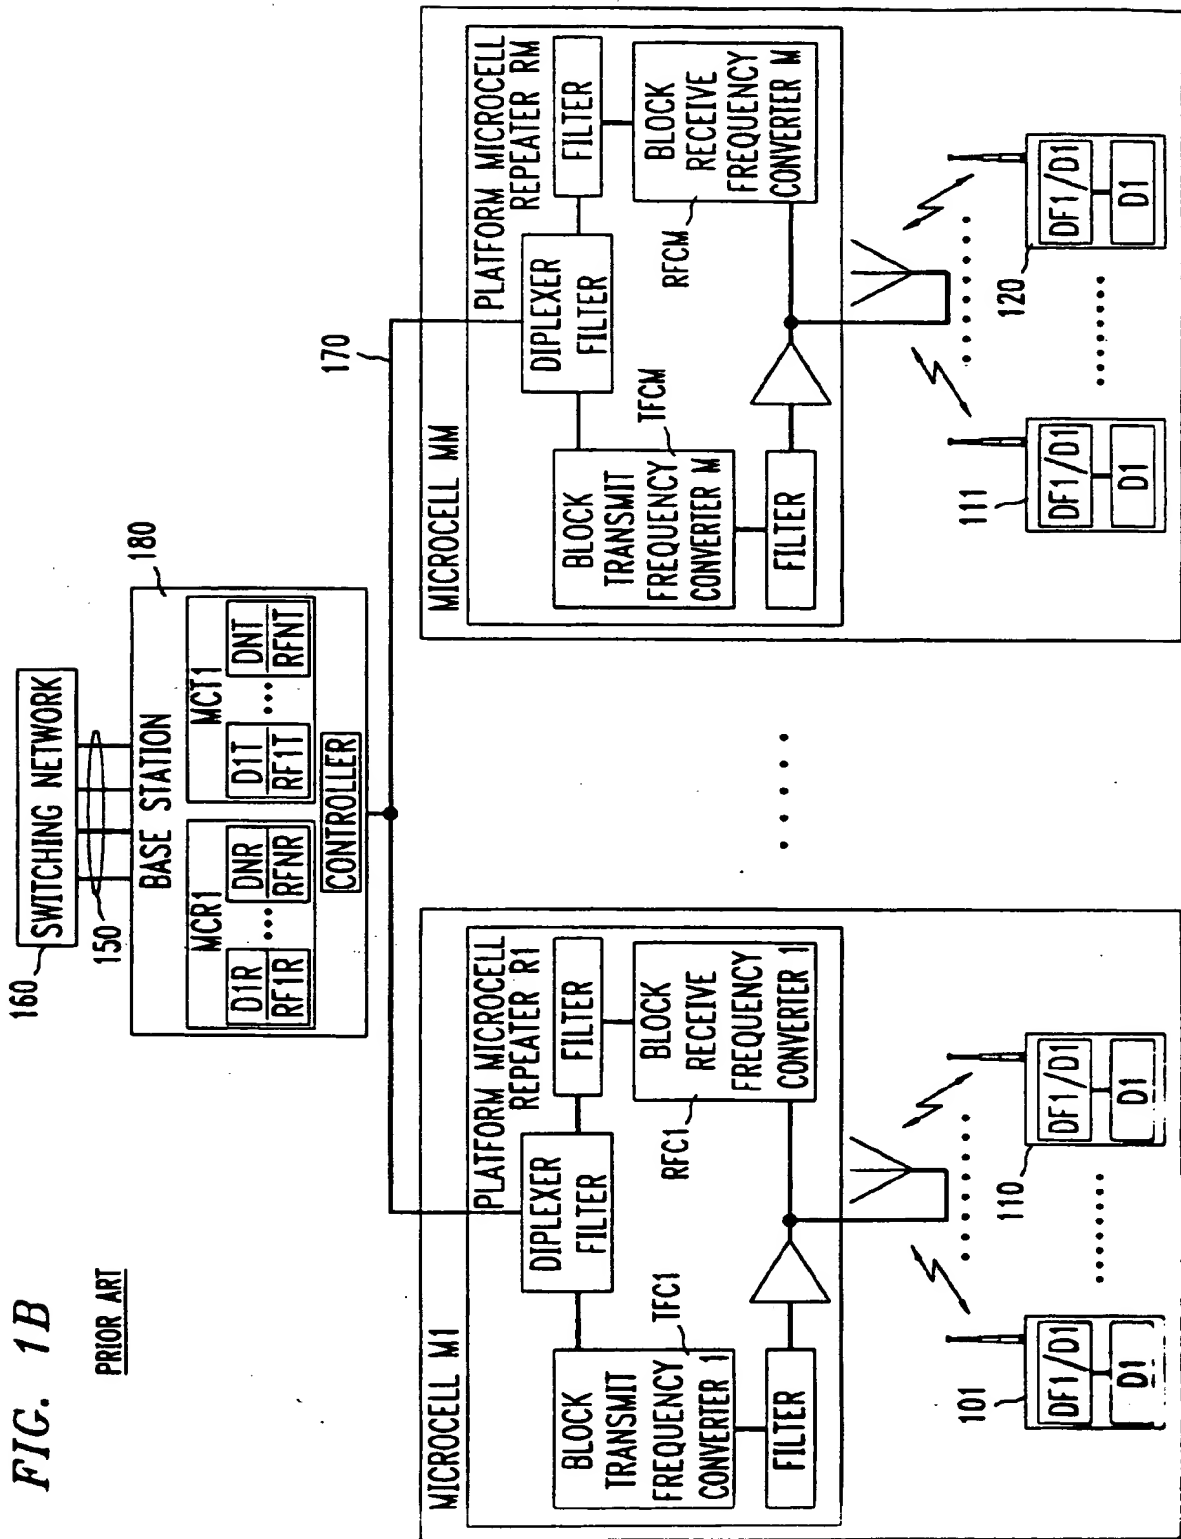 FIG. 1B
PRIOR ART
160
SWITCHING NETWORK
150
180
BASE STATION
MCR1
D1R
RF1R
•••
DNR
RFNR
MCT1
D1T
RF1T
•••
DNT
RFNT
CONTROLLER
170
MICROCELL M1
PLATFORM MICROCELL
REPEATER R1
DIPLEXER
FILTER
FILTER
BLOCK
TRANSMIT
FREQUENCY
CONVERTER 1
TFC1
BLOCK
RECEIVE
FREQUENCY
CONVERTER 1
RFC1
FILTER
101
DF1/D1
D1
110
DF1/D1
D1
MICROCELL MM
PLATFORM MICROCELL
REPEATER RM
DIPLEXER
FILTER
FILTER
BLOCK
TRANSMIT
FREQUENCY
CONVERTER M
TFCM
BLOCK
RECEIVE
FREQUENCY
CONVERTER M
RFCM
FILTER
111
DF1/D1
D1
120
DF1/D1
D1